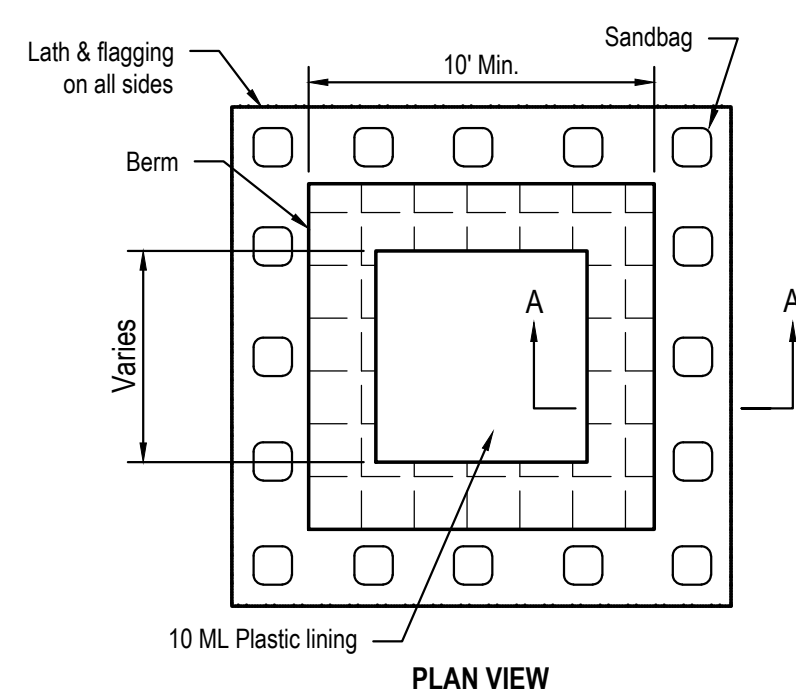 Lath & flagging
on all sides
Sandbag
10' Min.
Berm
Varies
A
A
10 ML Plastic lining
PLAN VIEW